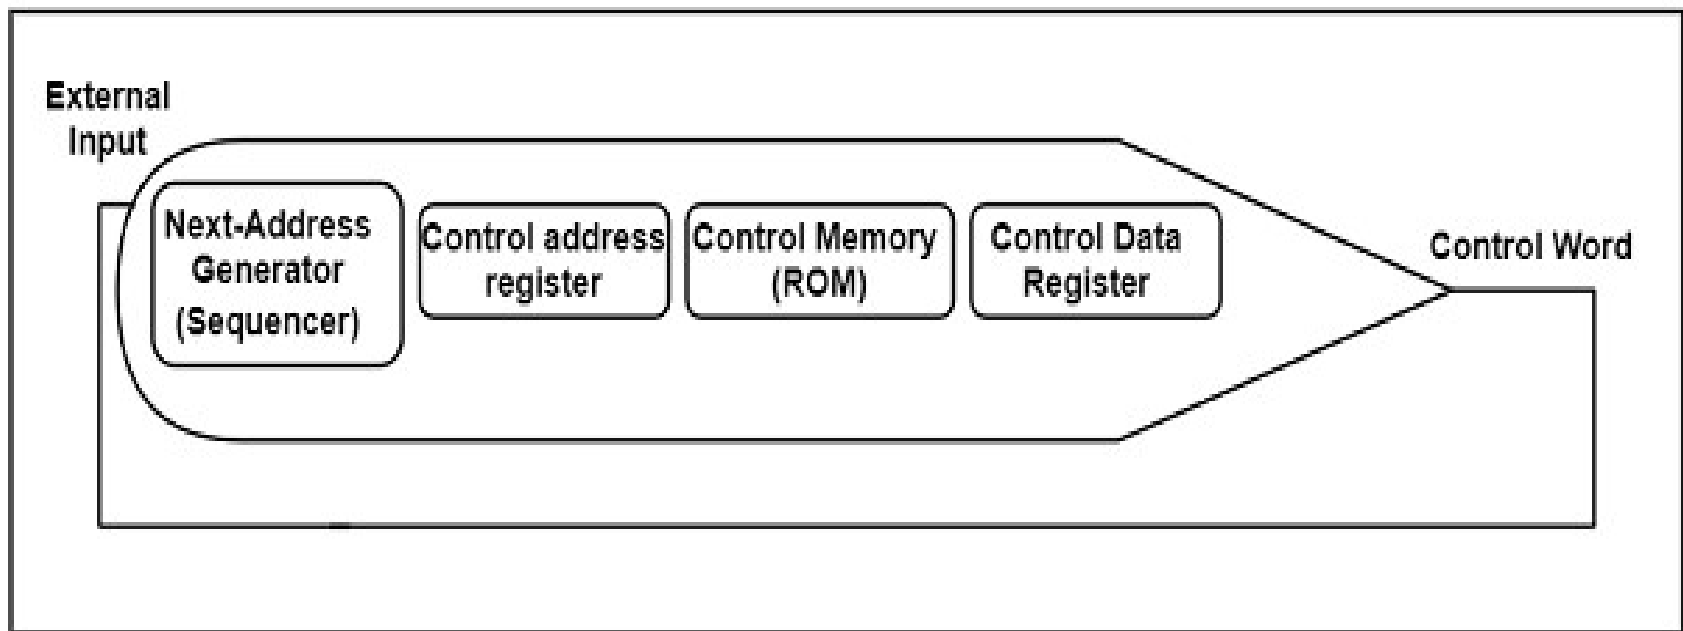 External
Input
Next-Address
Generator
(Sequencer)
Control address
register
Control Memory
(ROM)
Control Data
Register
Control Word